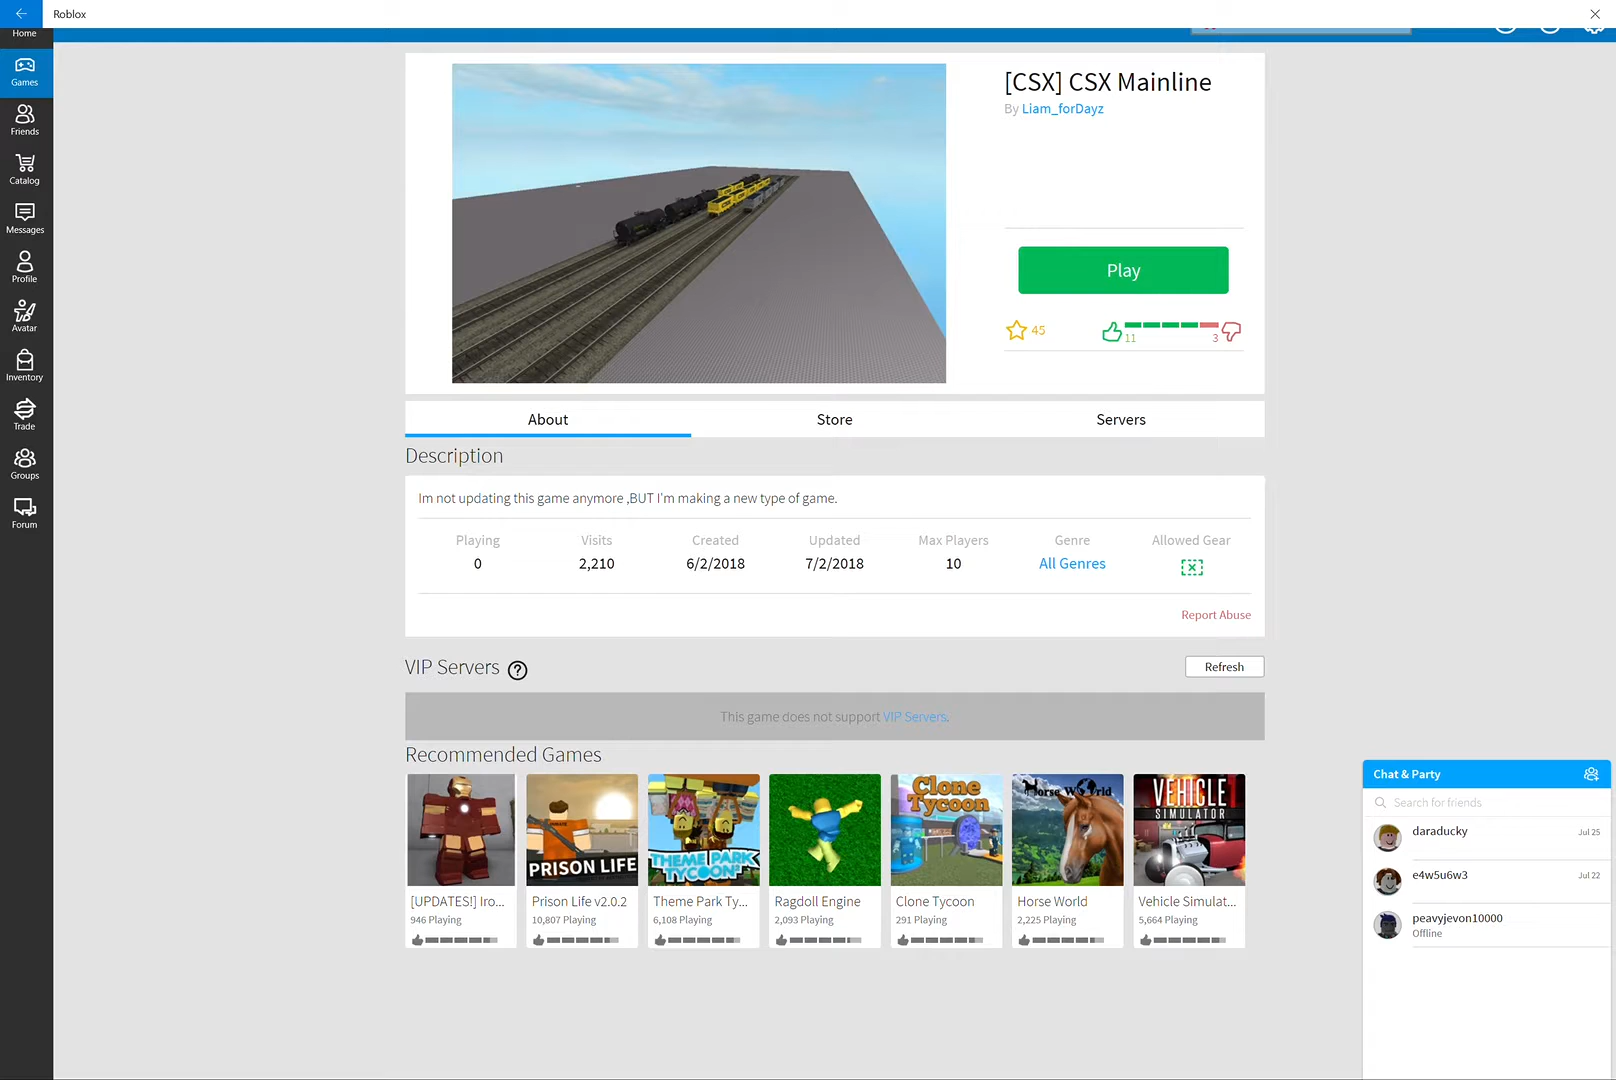 Roblox
Home
Games
Friends
Catalog
Messages
Profile
Avatar
Inventory
Trade
Groups
Forum
[CSX] CSX Mainline
By Liam_forDayz
Play
45
11
3
About
Store
Servers
Description
Im not updating this game anymore ,BUT I'm making a new type of game.
Playing
Visits
Created
Updated
Max Players
Genre
Allowed Gear
0
2,210
6/2/2018
7/2/2018
10
All Genres
Report Abuse
VIP Servers
Refresh
This game does not support VIP Servers.
Recommended Games
PRISON LIFE
THEME PARK
TYCOON
Clone
Tycoon
Horse World
VEHICLE
SIMULATOR
[UPDATES!] Iro...
Prison Life v2.0.2
Theme Park Ty...
Ragdoll Engine
Clone Tycoon
Horse World
Vehicle Simulat...
946 Playing
10,807 Playing
6,108 Playing
2,093 Playing
291 Playing
2,225 Playing
5,664 Playing
Chat & Party
Search for friends
daraducky
Jul 25
e4w5u6w3
Jul 22
peavyjevon10000
Offline